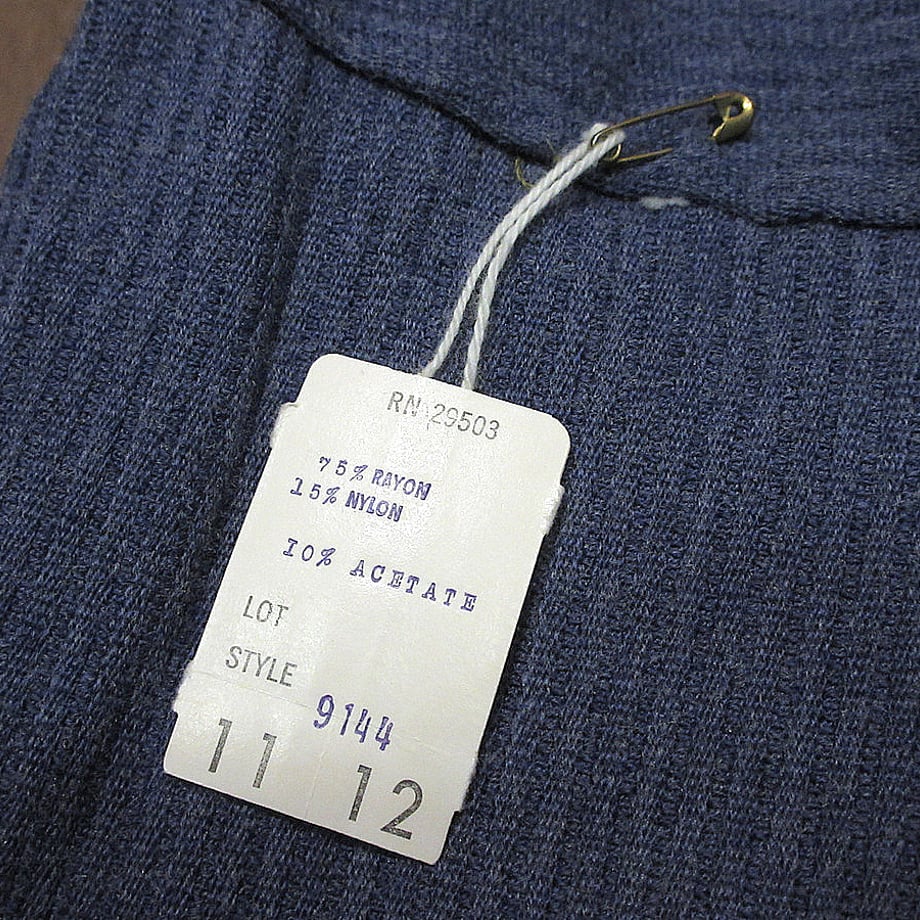 RN 29503
75% RAYON
15% NYLON
10% ACETATE
LOT
STYLE
9144
11 12